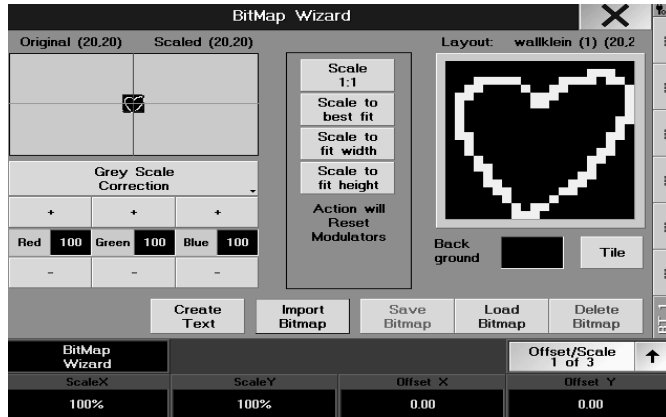 BitMap Wizard
Original (20,20) Scaled (20,20)
Layout: wallklein (1) (20,2
Scale
1:1
Scale to
best fit
Scale to
fit width
Scale to
fit height
Action will
Reset
Modulators
Grey Scale
Correction
+ + +
Red 100 Green 100 Blue 100
- - -
Back
ground
Tile
Create
Text
Import
Bitmap
Save
Bitmap
Load
Bitmap
Delete
Bitmap
BitMap
Wizard
Offset/Scale
1 of 3
ScaleX ScaleY Offset X Offset Y
100% 100% 0.00 0.00